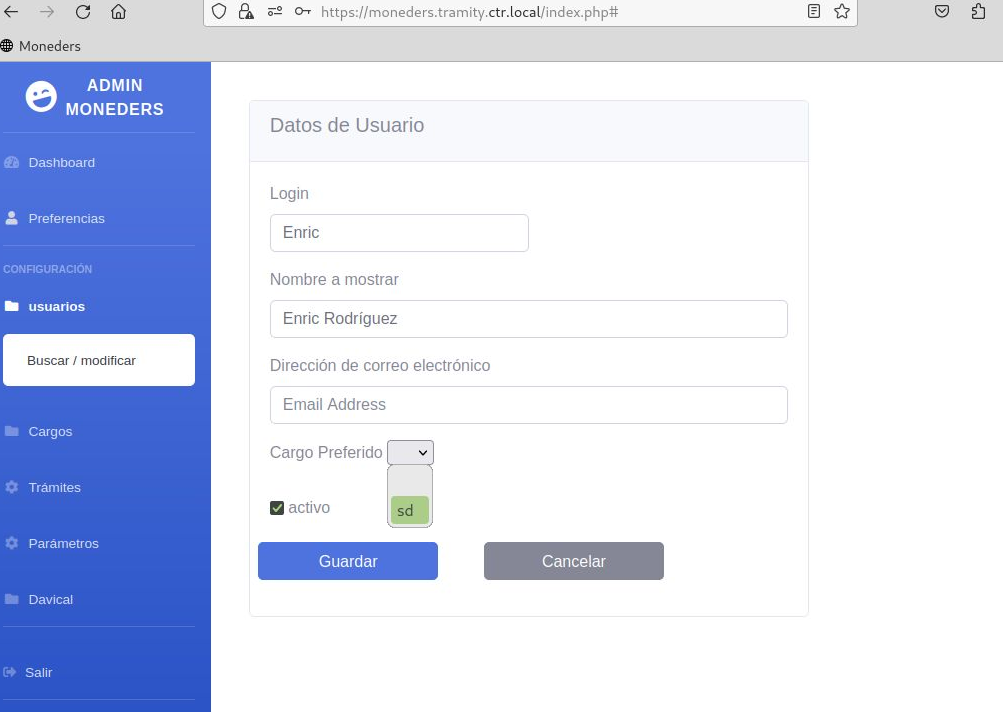 https://moneders.tramity.ctr.local/index.php#
Moneders
ADMIN
MONEDERS
Dashboard
Preferencias
CONFIGURACIÓN
usuarios
Buscar / modificar
Cargos
Trámites
Parámetros
Davical
Salir
Datos de Usuario
Login
Enric
Nombre a mostrar
Enric Rodríguez
Dirección de correo electrónico
Email Address
Cargo Preferido
sd
activo
Guardar
Cancelar